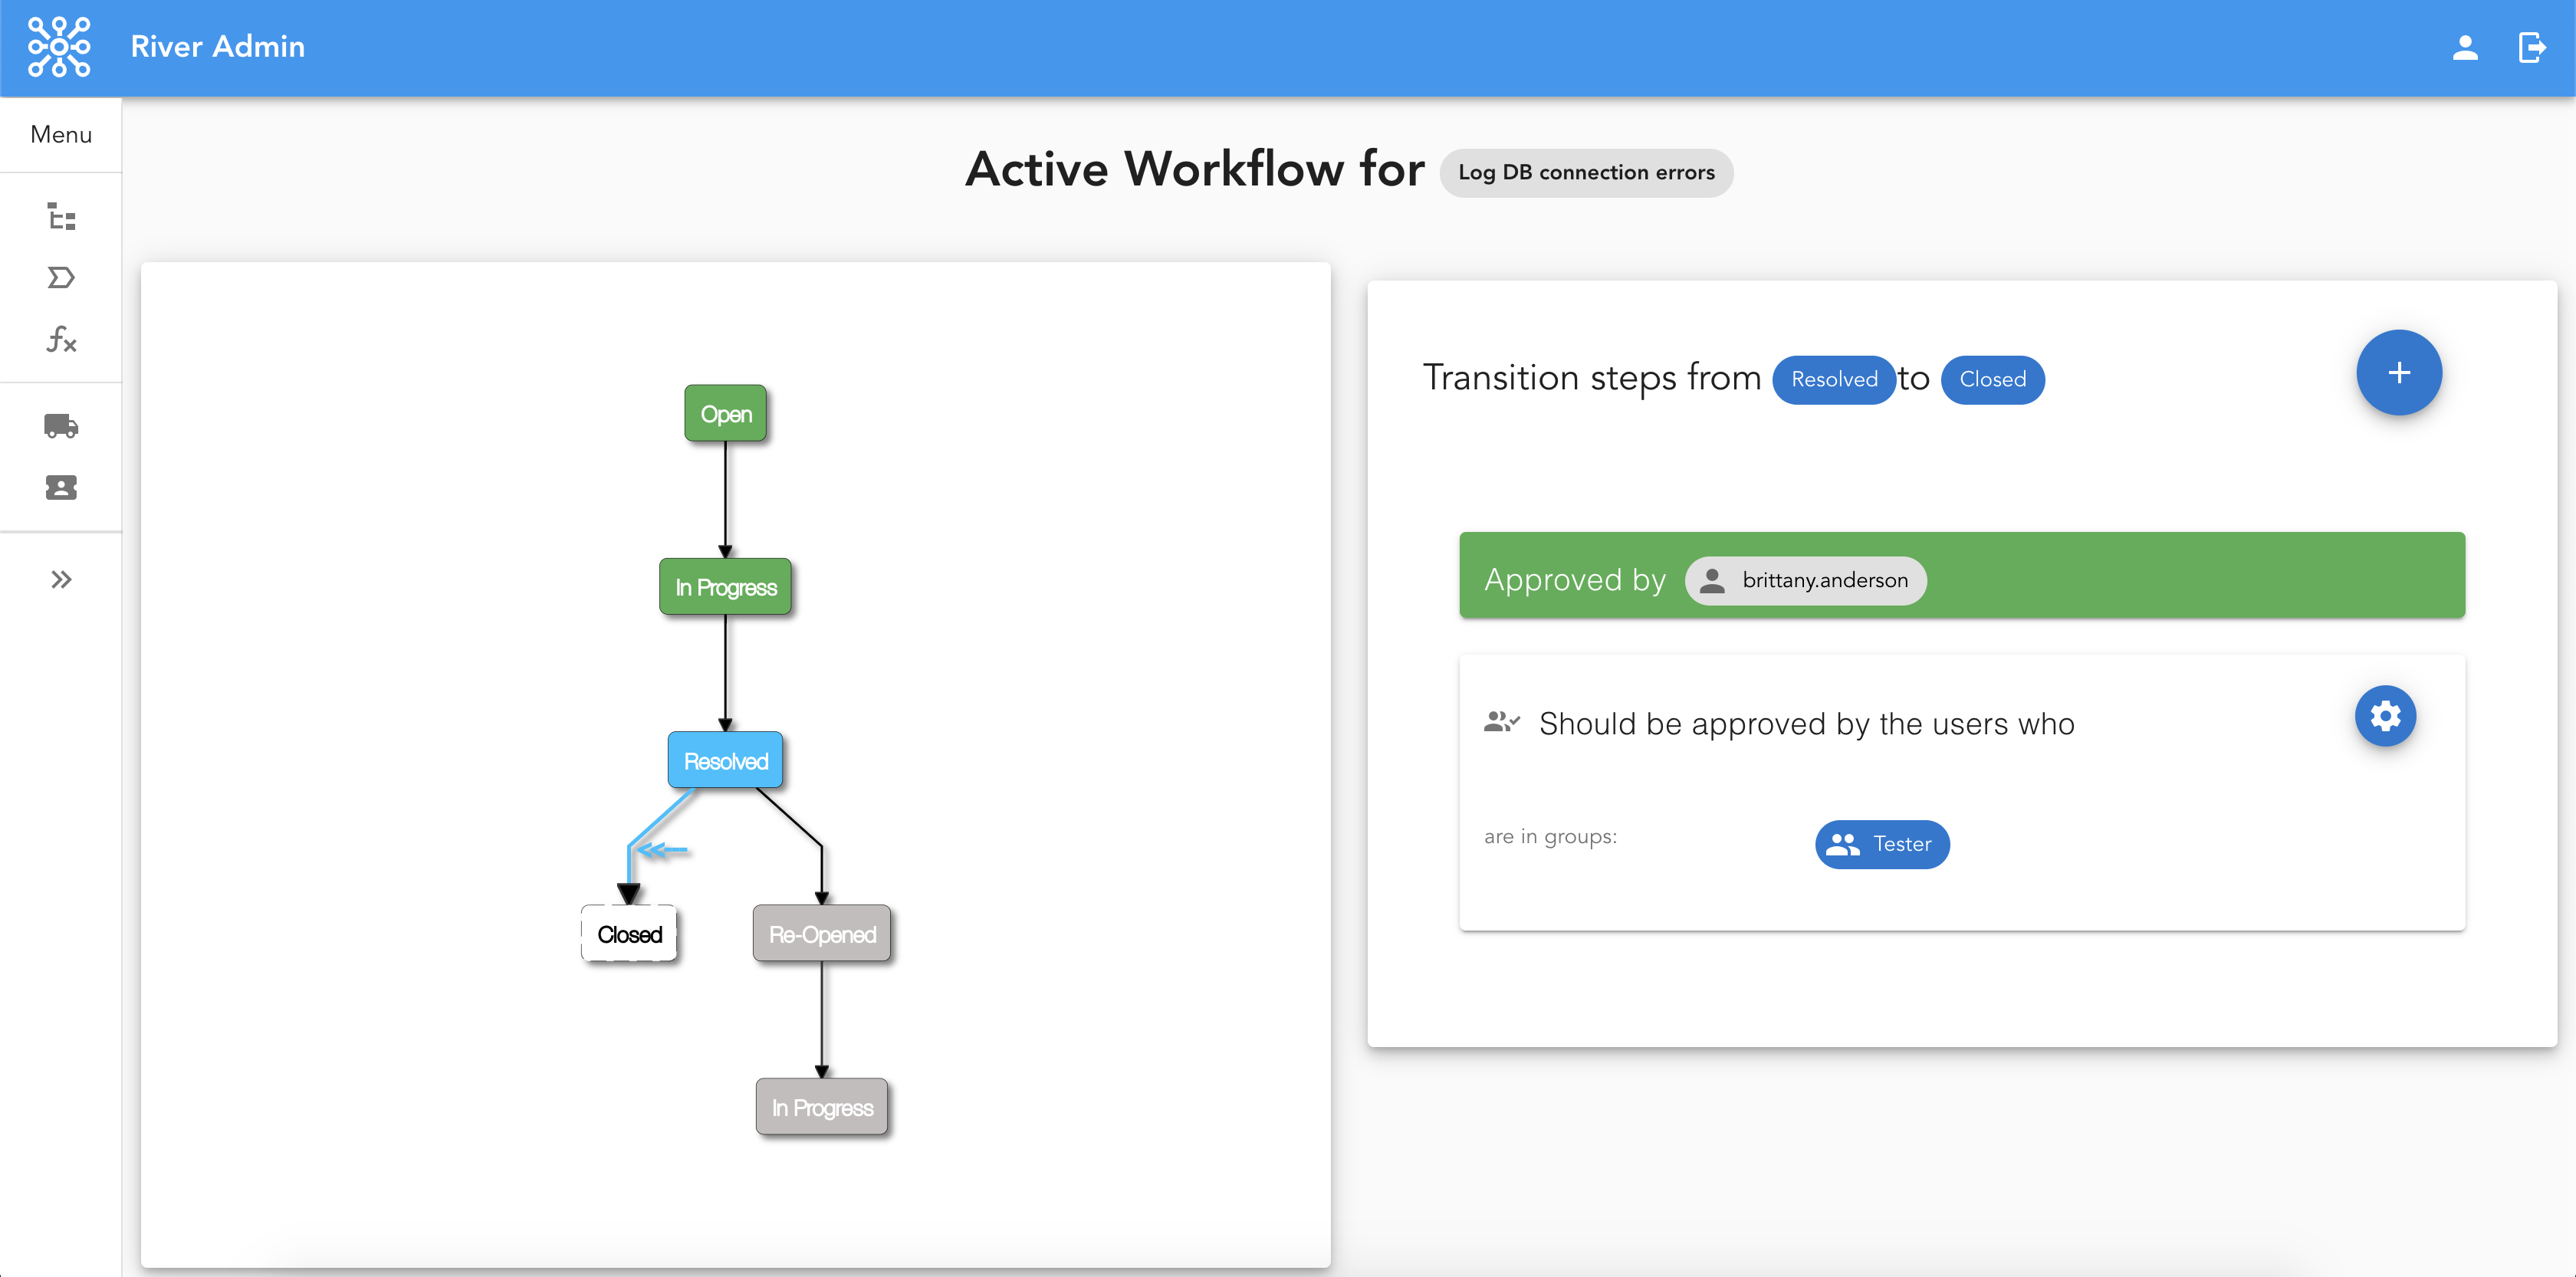 River Admin
Menu
Active Workflow for Log DB connection errors
Open
In Progress
Resolved
Closed
Re-Opened
In Progress
Transition steps from Resolved to Closed
Approved by brittany.anderson
Should be approved by the users who
are in groups: Tester